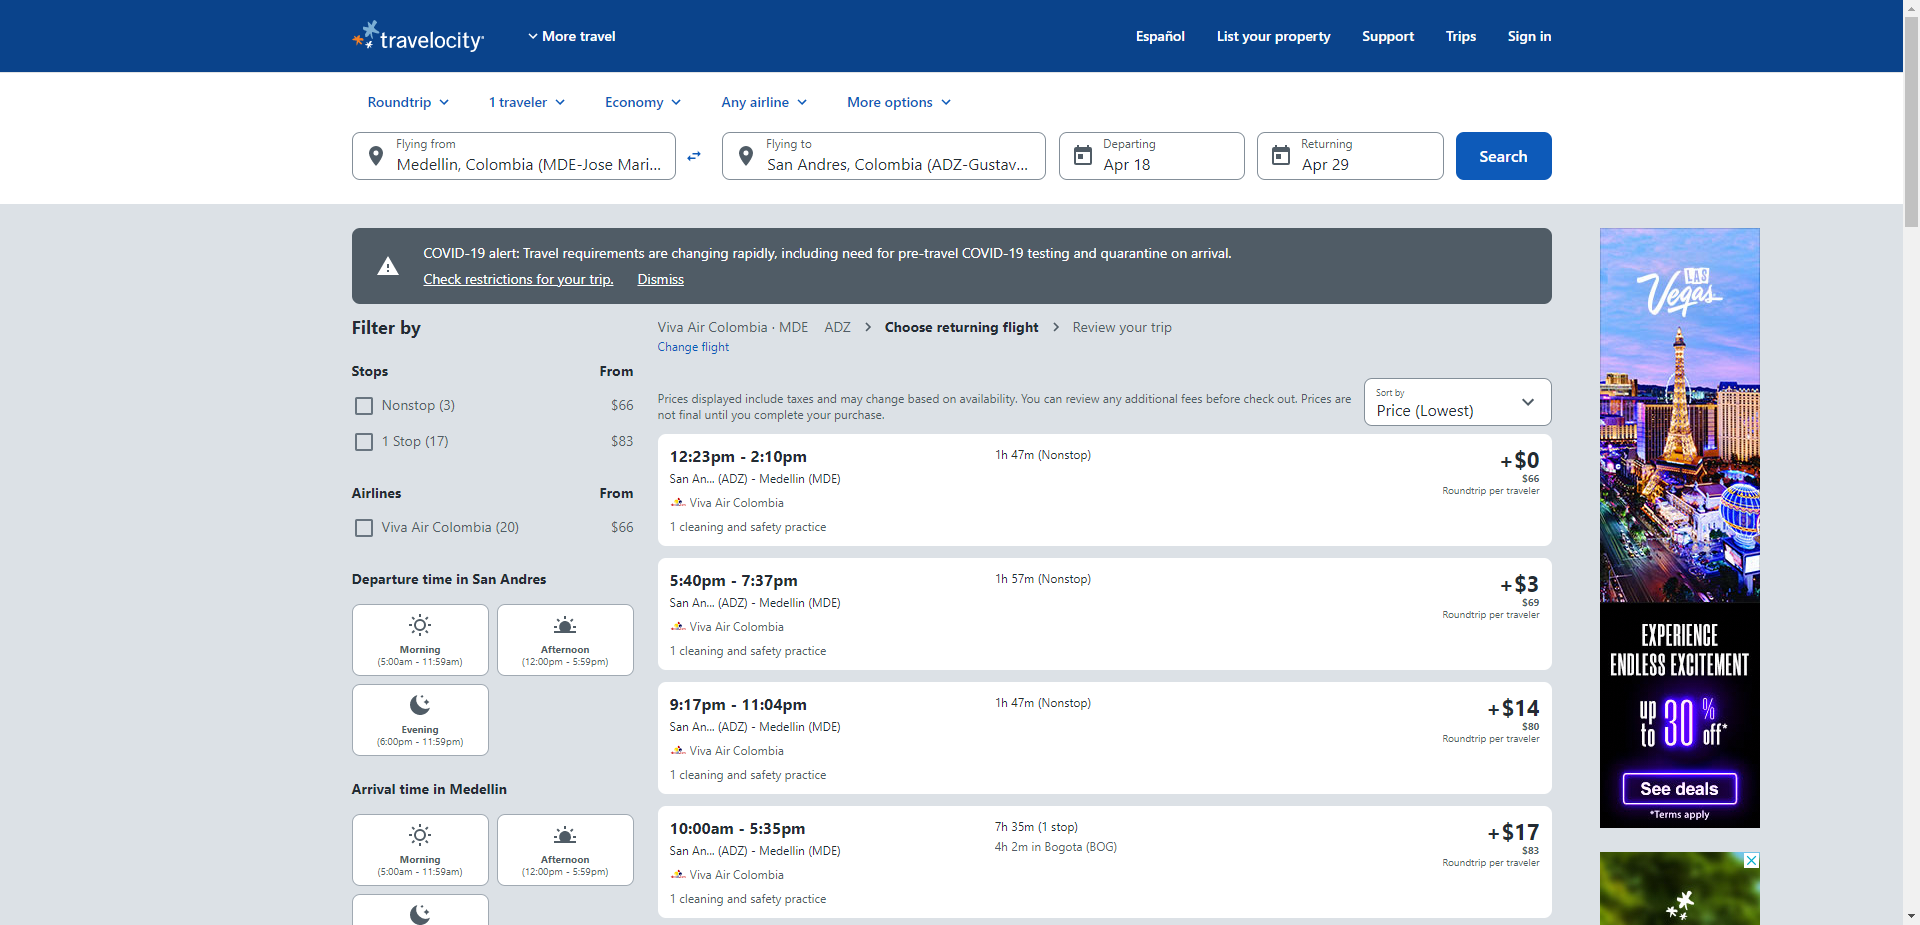 travelocity
More travel
Español
List your property
Support
Trips
Sign in
Roundtrip
1 traveler
Economy
Any airline
More options
Flying from
Medellin, Colombia (MDE-Jose Mari...
Flying to
San Andres, Colombia (ADZ-Gustav...
Departing
Apr 18
Returning
Apr 29
Search
COVID-19 alert: Travel requirements are changing rapidly, including need for pre-travel COVID-19 testing and quarantine on arrival.
Check restrictions for your trip.
Dismiss
Filter by
Stops From
Nonstop (3) $66
1 Stop (17) $83
Airlines From
Viva Air Colombia (20) $66
Departure time in San Andres
Morning
(5:00am - 11:59am)
Afternoon
(12:00pm - 5:59pm)
Evening
(6:00pm - 11:59pm)
Arrival time in Medellin
Morning
(5:00am - 11:59am)
Afternoon
(12:00pm - 5:59pm)
Viva Air Colombia · MDE ADZ
Choose returning flight
Review your trip
Change flight
Prices displayed include taxes and may change based on availability. You can review any additional fees before check out. Prices are
not final until you complete your purchase.
Sort by
Price (Lowest)
12:23pm - 2:10pm
San An... (ADZ) - Medellin (MDE)
Viva Air Colombia
1 cleaning and safety practice
1h 47m (Nonstop)
+$0
$66
Roundtrip per traveler
5:40pm - 7:37pm
San An... (ADZ) - Medellin (MDE)
Viva Air Colombia
1 cleaning and safety practice
1h 57m (Nonstop)
+$3
$69
Roundtrip per traveler
9:17pm - 11:04pm
San An... (ADZ) - Medellin (MDE)
Viva Air Colombia
1 cleaning and safety practice
1h 47m (Nonstop)
+$14
$80
Roundtrip per traveler
10:00am - 5:35pm
San An... (ADZ) - Medellin (MDE)
Viva Air Colombia
1 cleaning and safety practice
7h 35m (1 stop)
4h 2m in Bogota (BOG)
+$17
$83
Roundtrip per traveler
LAS
Vegas
EXPERIENCE
ENDLESS EXCITEMENT
up to 30% off*
See deals
*Terms apply